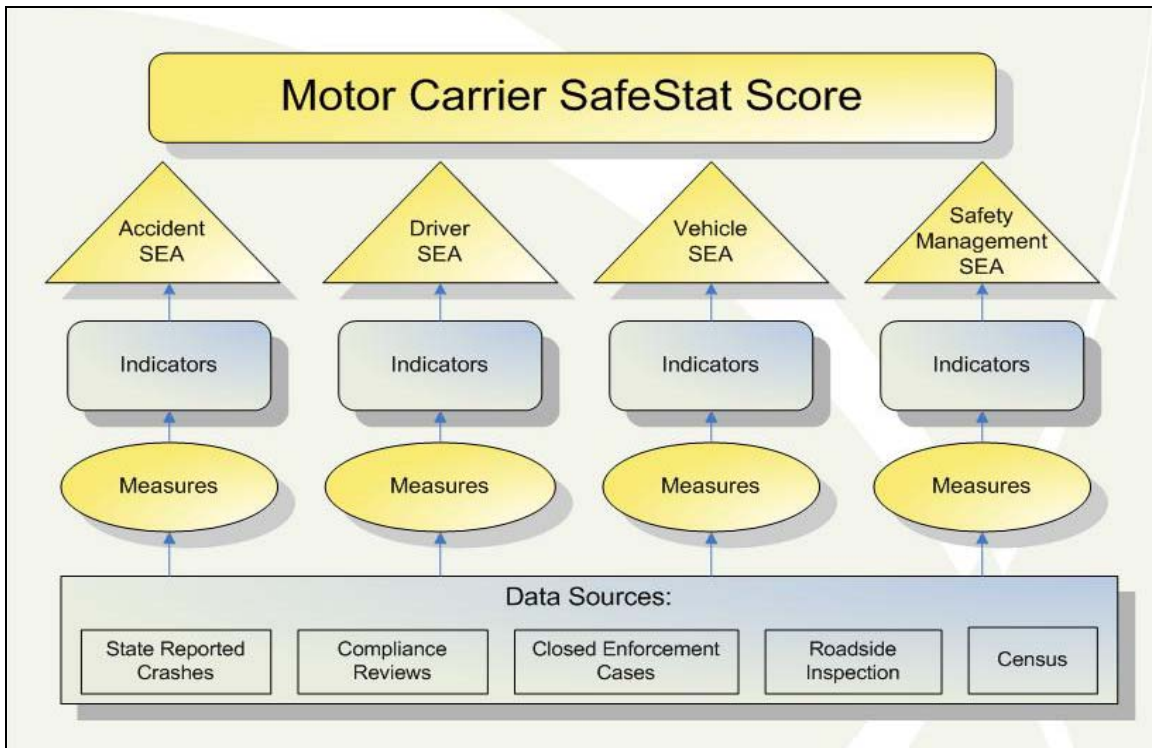 Motor Carrier SafeStat Score
Accident
SEA
Driver
SEA
Vehicle
SEA
Safety
Management
SEA
Indicators
Indicators
Indicators
Indicators
Measures
Measures
Measures
Measures
Data Sources:
State Reported
Crashes
Compliance
Reviews
Closed Enforcement
Cases
Roadside
Inspection
Census